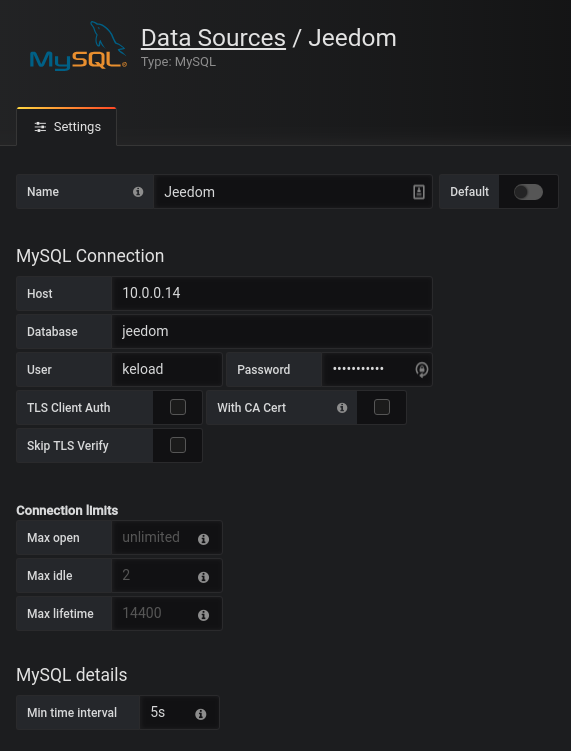 MySQL®
Data Sources / Jeedom
Type: MySQL
Settings
Name Jeedom Default
MySQL Connection
Host 10.0.0.14
Database jeedom
User keload Password •••••••••••
TLS Client Auth With CA Cert
Skip TLS Verify
Connection limits
Max open unlimited
Max idle 2
Max lifetime 14400
MySQL details
Min time interval 5s